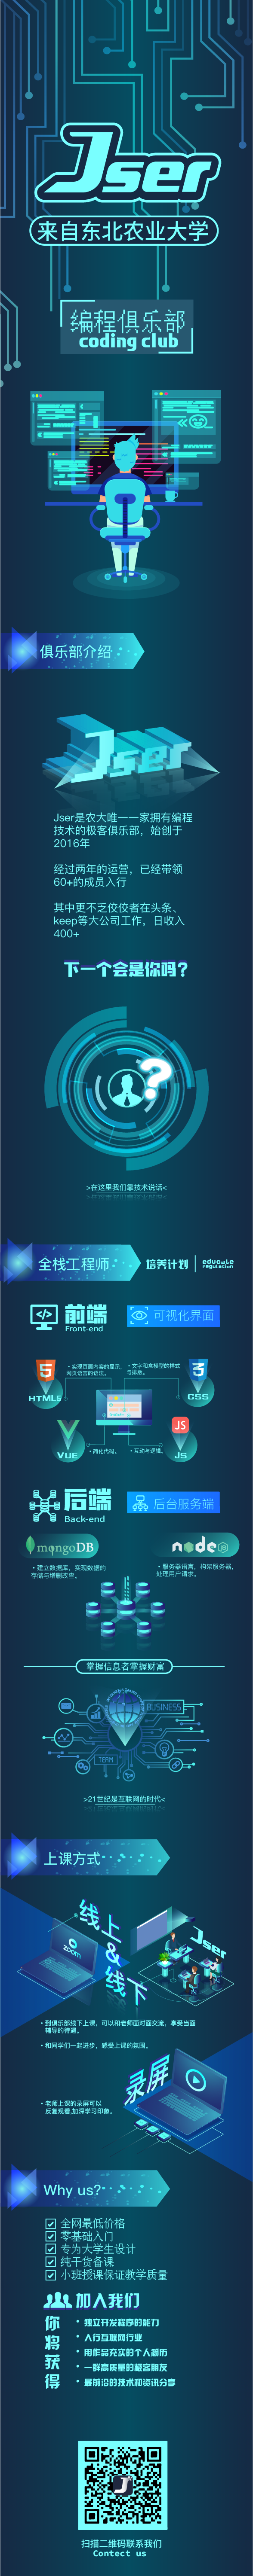 Jser
来自东北农业大学
编程俱乐部
coding club
俱乐部介绍
Jser
Jser是农大唯一一家拥有编程
技术的极客俱乐部，始创于
2016年
经过两年的运营，已经带领
60+的成员入行
其中更不乏佼佼者在头条、
keep等大公司工作，日收入
400+
下一个会是你吗？
?
>在这里我们靠技术说话<
全栈工程师
培养计划
educate
regulation
前端
Front-end
可视化界面
HTML5
·实现页面内容的显示，
网页语言的语法。
·文字和盒模型的样式
与排版。
CSS
VUE
·简化代码。
·互动与逻辑。
JS
JS
后端
Back-end
后台服务端
mongoDB
node
JS
·建立数据库，实现数据的
存储与增删改查。
·服务器语言，构架服务器，
处理用户请求。
掌握信息者掌握财富
BUSINESS
TEAM
>21世纪是互联网的时代<
上课方式
线上
&
线下
zoom
Jser
·到俱乐部线下上课，可以和老师面对面交流，享受当面
辅导的待遇。
·和同学们一起进步，感受上课的氛围。
录屏
·老师上课的录屏可以
反复观看,加深学习印象。
Why us?
全网最低价格
零基础入门
专为大学生设计
纯干货备课
小班授课保证教学质量
加入我们
你将获得
·独立开发程序的能力
·人行互联网行业
·用作品充实的个人简历
·一群高质量的极客朋友
·最前沿的技术和资讯分享
扫描二维码联系我们
Contect us